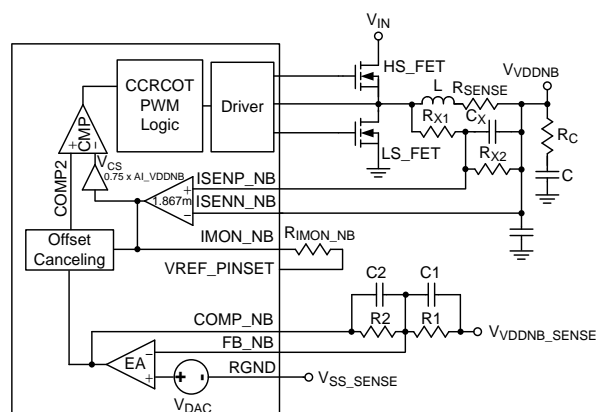 V_IN
HS_FET
V_VDDNB
L
R_SENSE
CCRCOT
PWM
Logic
Driver
R_X1
C_X
R_C
LS_FET
CMP
+
-
R_X2
C
V_CS
0.75 x AI_VDDNB
COMP2
ISENP_NB
+
1.867m
ISENN_NB
-
IMON_NB
R_IMON_NB
Offset
Canceling
VREF_PINSET
C2
C1
COMP_NB
R2
R1
V_VDDNB_SENSE
FB_NB
EA
-
+
RGND
V_SS_SENSE
+
-
V_DAC